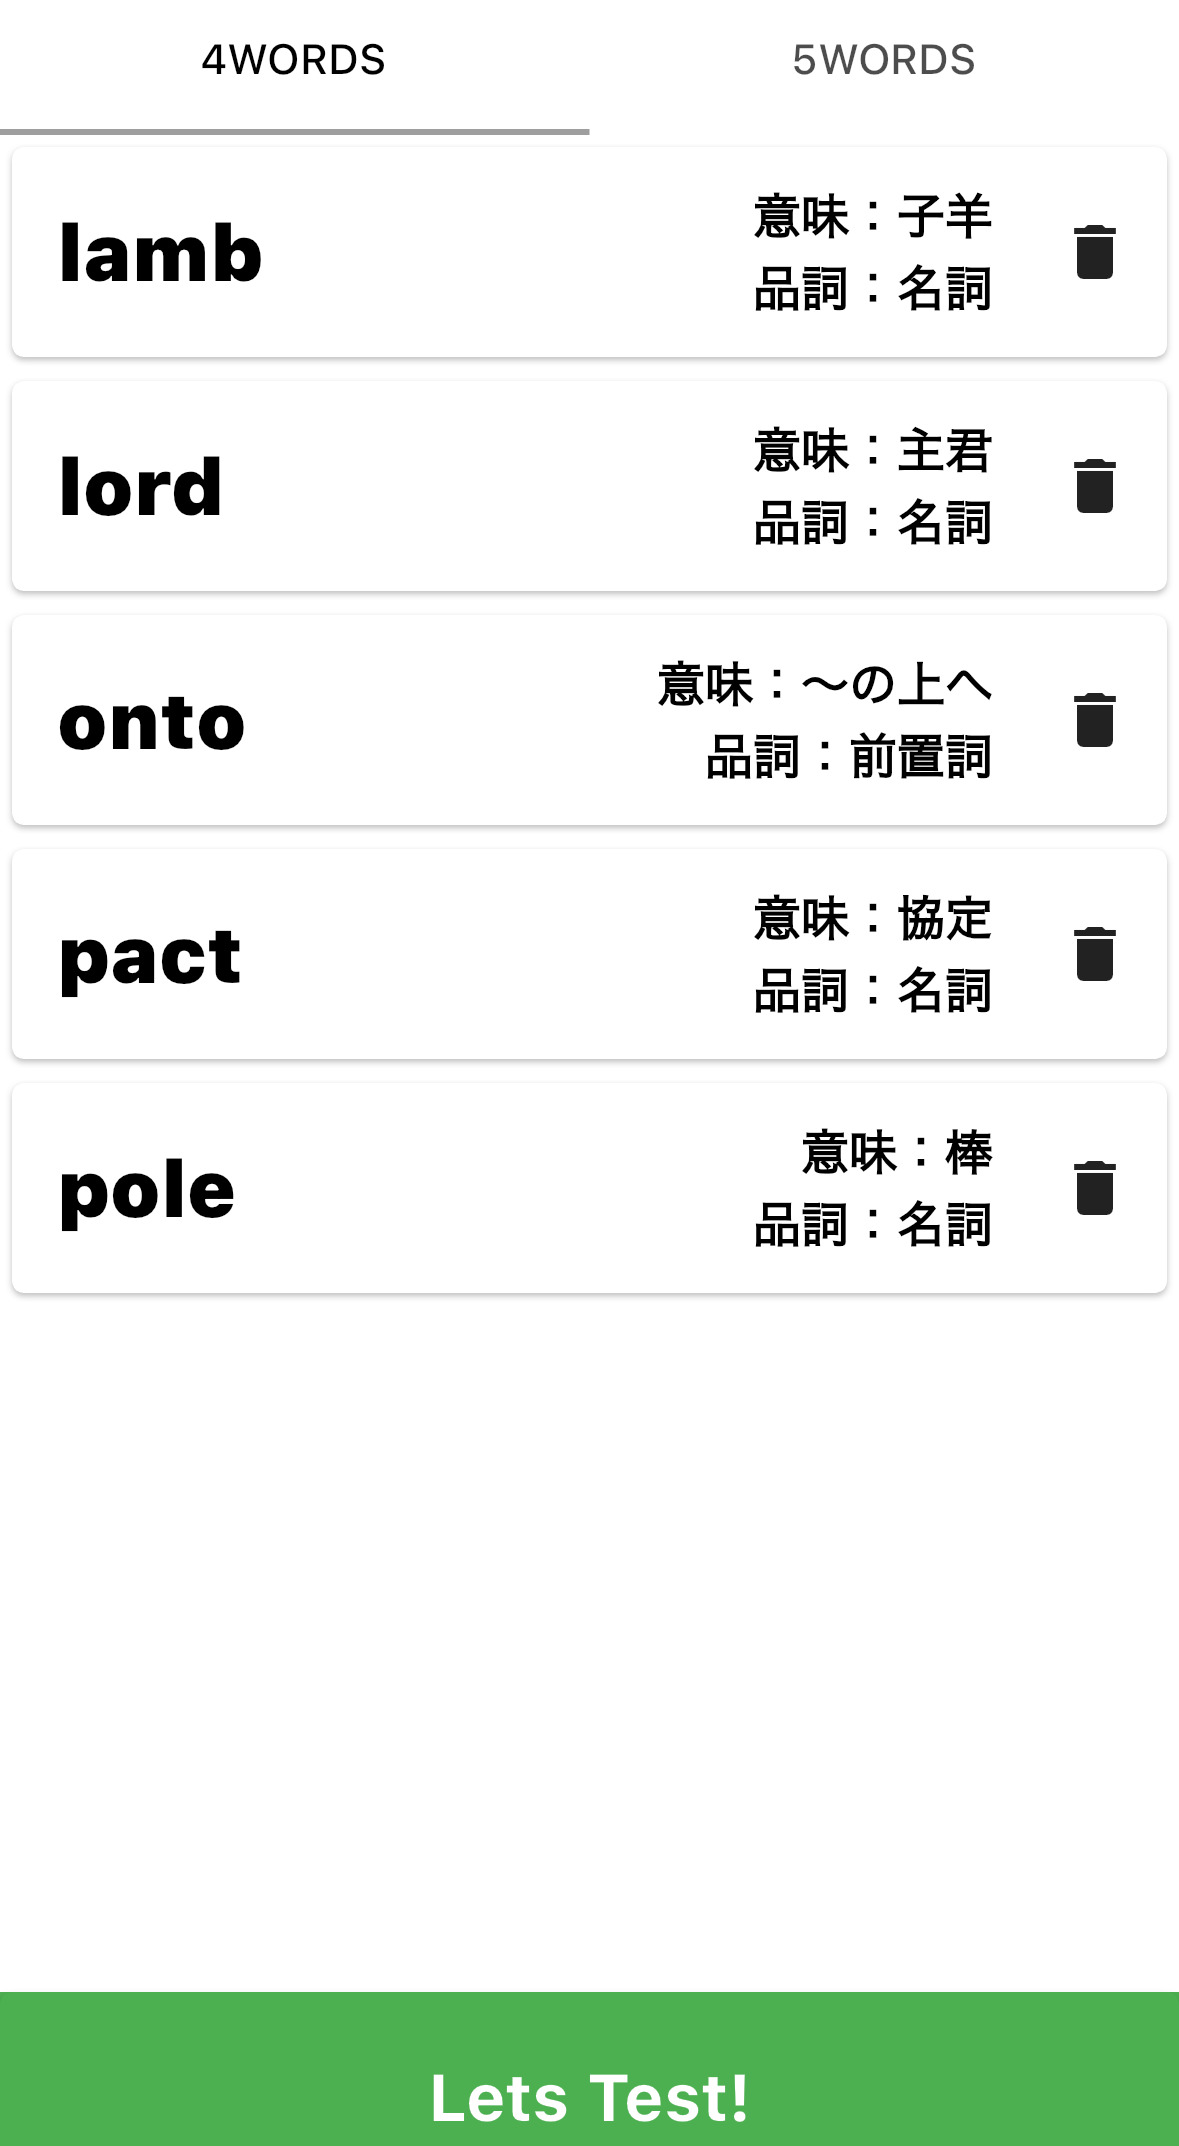 4WORDS
5WORDS
lamb
意味：子羊
品詞：名詞
lord
意味：主君
品詞：名詞
onto
意味：〜の上へ
品詞：前置詞
pact
意味：協定
品詞：名詞
pole
意味：棒
品詞：名詞
Lets Test!